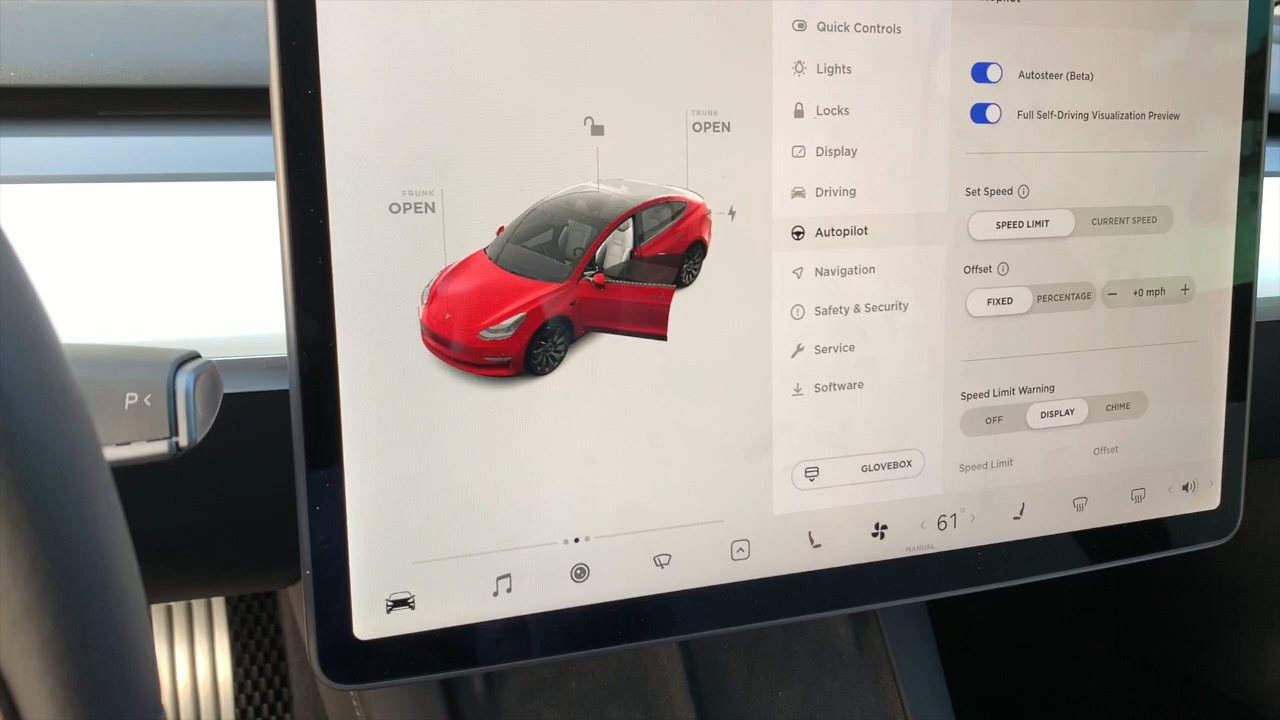 Quick Controls
Lights
Locks
Display
Driving
Autopilot
Navigation
Safety & Security
Service
Software
GLOVEBOX
Autosteer (Beta)
Full Self-Driving Visualization Preview
Set Speed
SPEED LIMIT CURRENT SPEED
Offset
FIXED PERCENTAGE − +0 mph +
Speed Limit Warning
OFF DISPLAY CHIME
Speed Limit Offset
TRUNK
OPEN
FRUNK
OPEN
P <
< 61° >
MANUAL